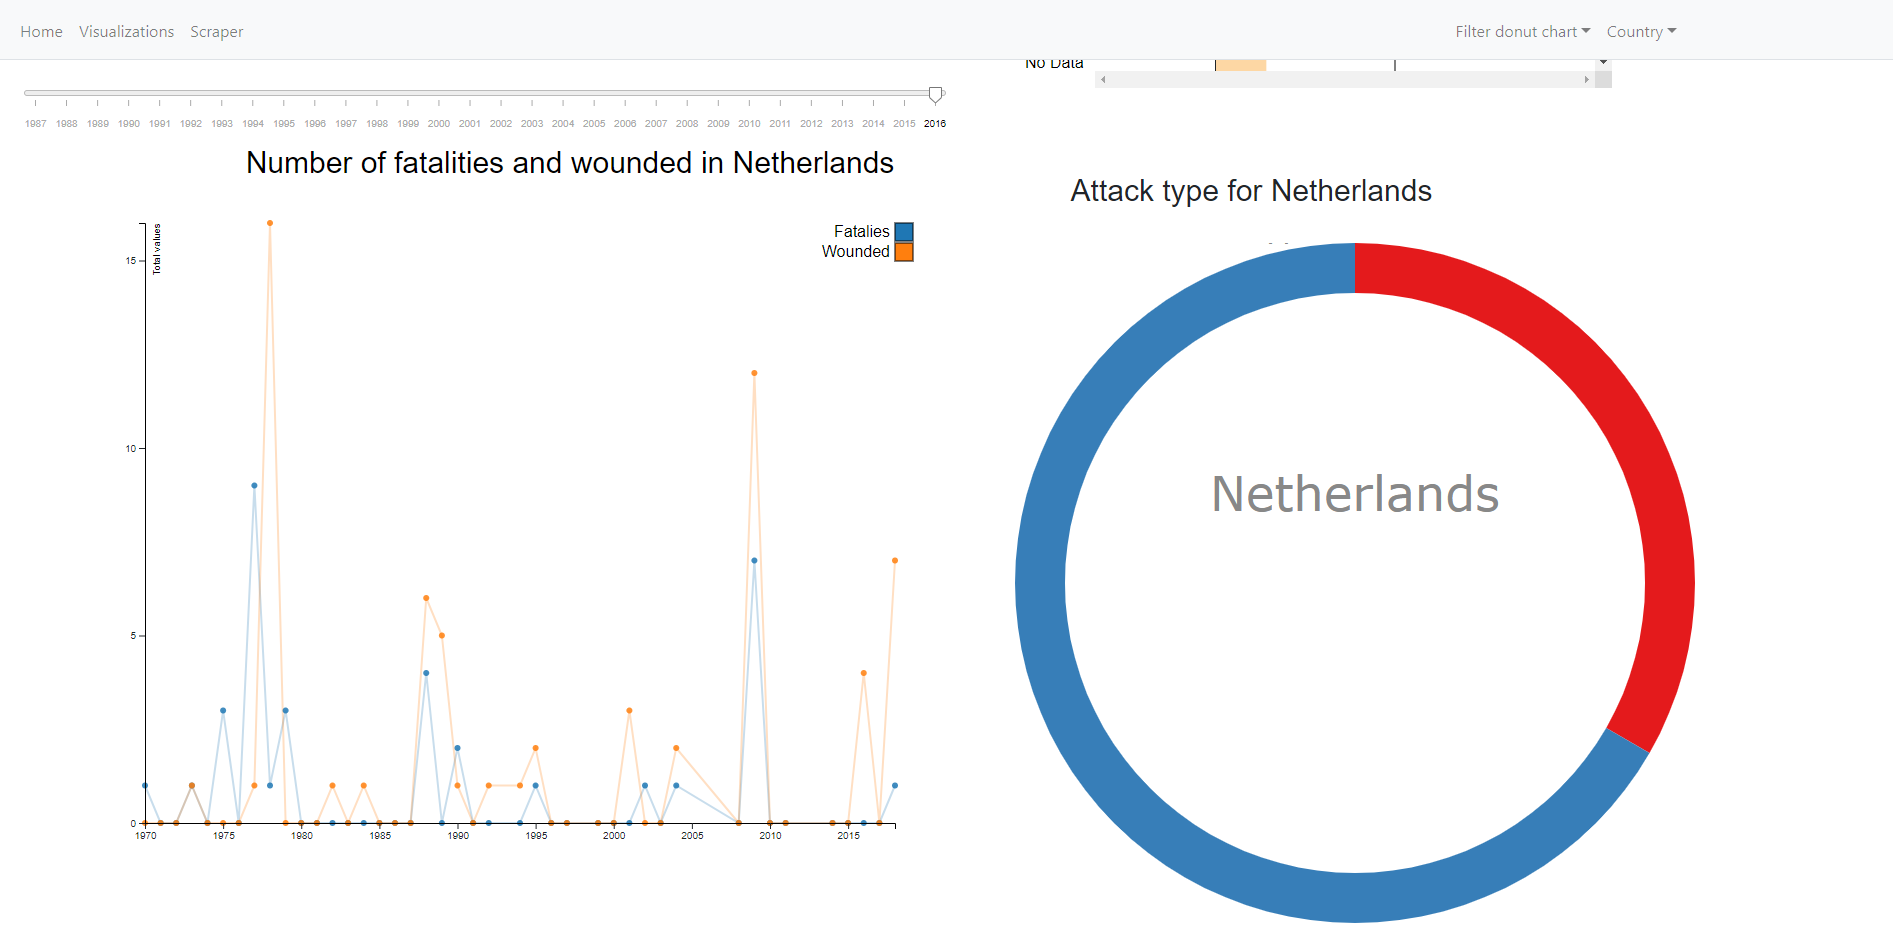 Home Visualizations Scraper Filter donut chart Country
No Data
1987 1988 1989 1990 1991 1992 1993 1994 1995 1996 1997 1998 1999 2000 2001 2002 2003 2004 2005 2006 2007 2008 2009 2010 2011 2012 2013 2014 2015 2016
Number of fatalities and wounded in Netherlands
Total values
Fatalies
Wounded
15
10
5
0
1970 1975 1980 1985 1990 1995 2000 2005 2010 2015
Attack type for Netherlands
Netherlands